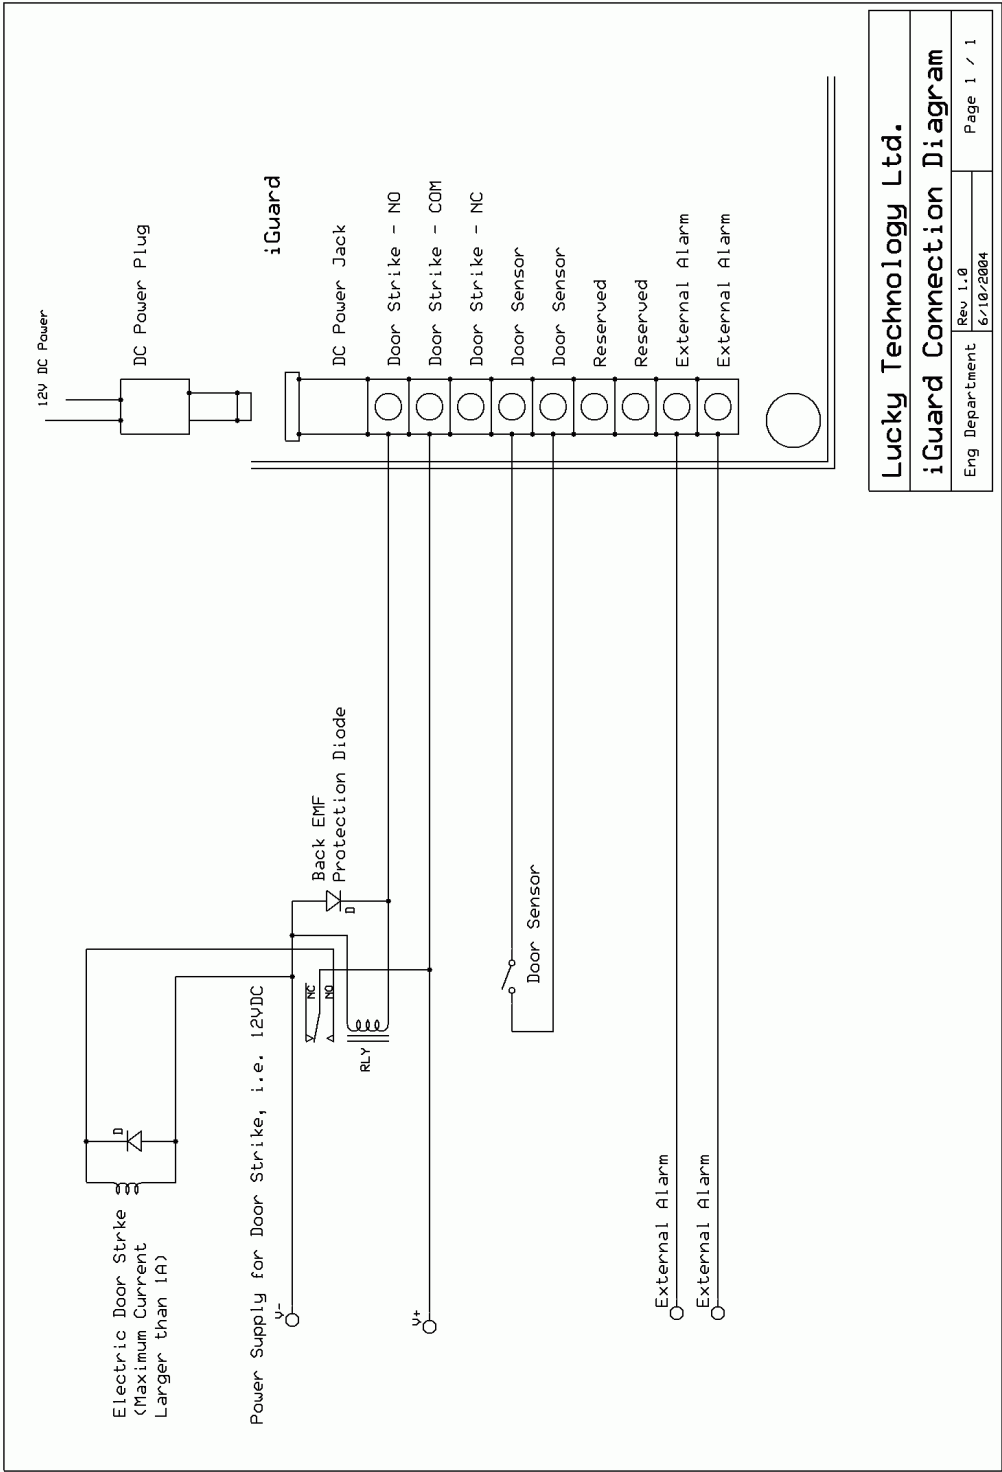 Electric Door Strke
(Maximum Current
Larger than 1A)
D
Power Supply for Door Strike, i.e. 12VDC
V-
V+
NC
NO
RLY
D
Back EMF
Protection Diode
Door Sensor
External Alarm
External Alarm
12V DC Power
DC Power Plug
iGuard
DC Power Jack
Door Strike - NO
Door Strike - COM
Door Strike - NC
Door Sensor
Door Sensor
Reserved
Reserved
External Alarm
External Alarm
Lucky Technology Ltd.
iGuard Connection Diagram
Eng Department
Rev 1.0
6/10/2004
Page 1 / 1